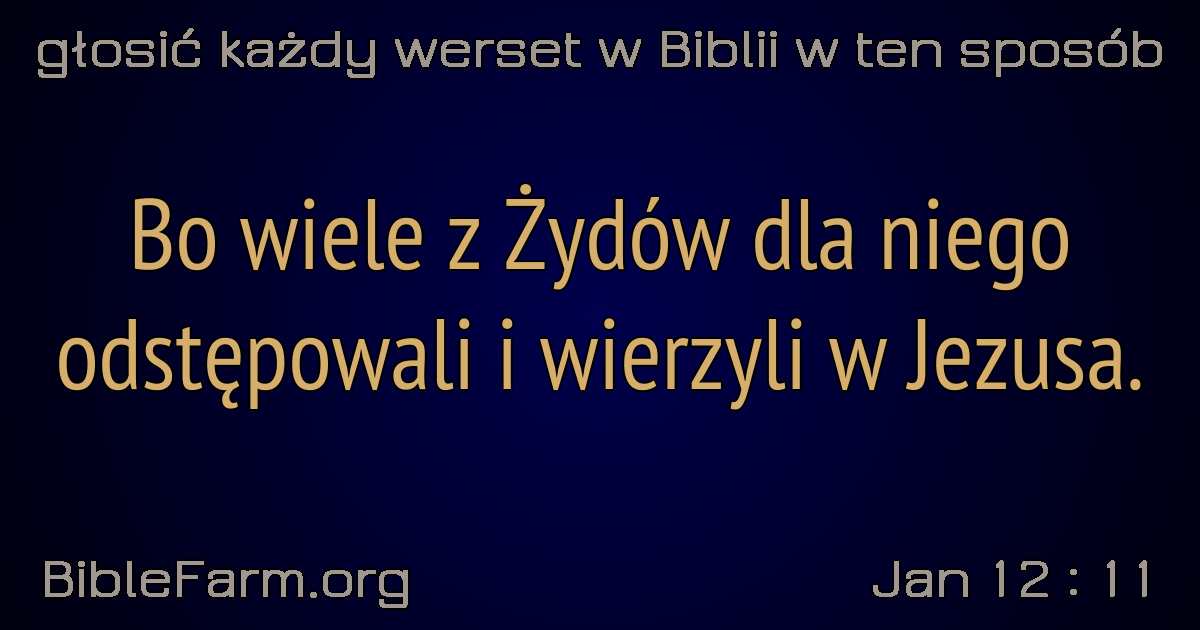 głosić każdy werset w Biblii w ten sposób
Bo wiele z Żydów dla niego
odstępowali i wierzyli w Jezusa.
BibleFarm.org
Jan 12 : 11